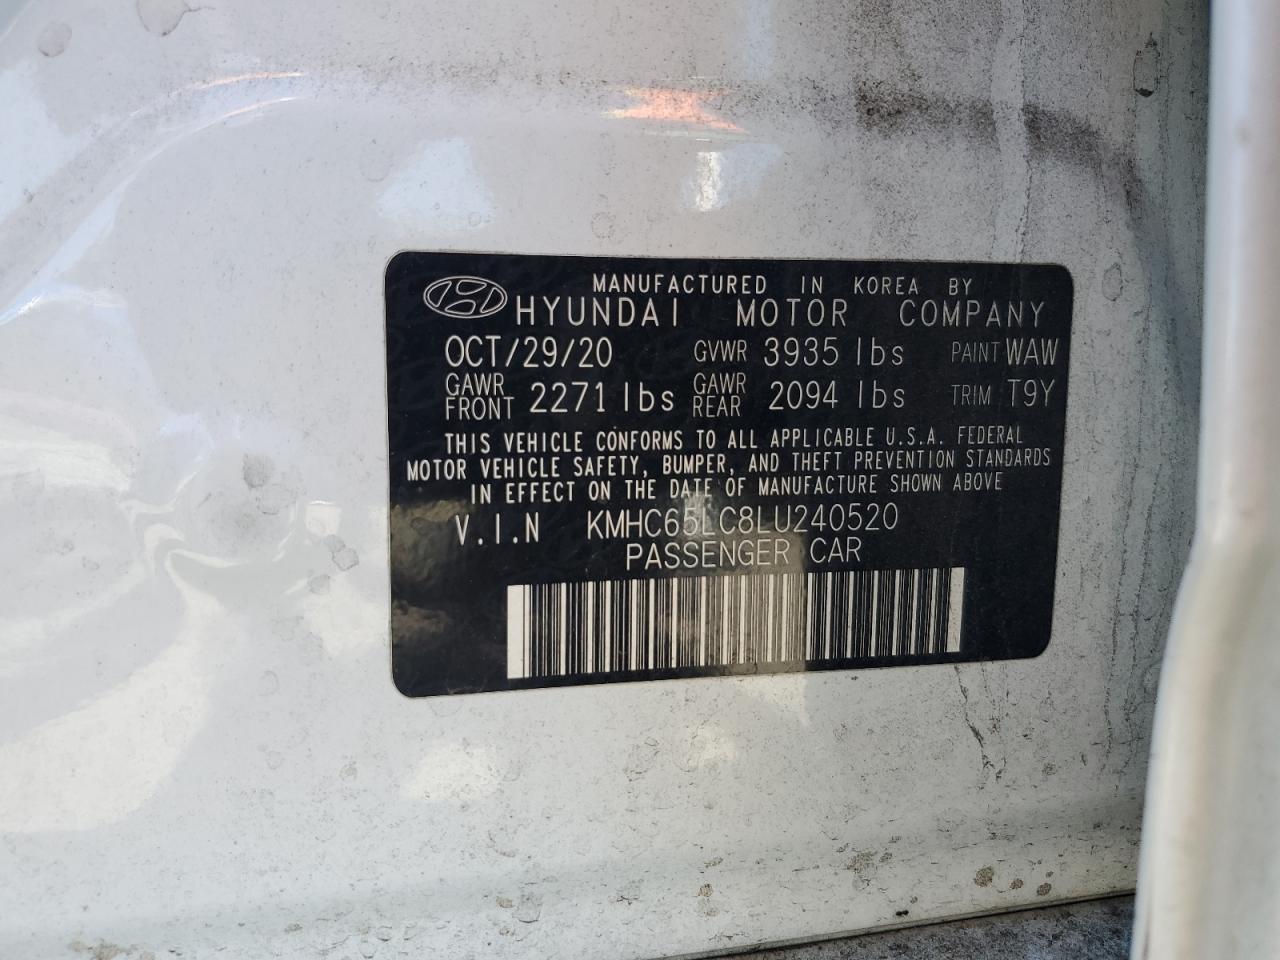 MANUFACTURED IN KOREA BY
HYUNDAI MOTOR COMPANY
OCT/29/20 GVWR 3935 lbs PAINT WAW
GAWR FRONT 2271 lbs GAWR REAR 2094 lbs TRIM T9Y
THIS VEHICLE CONFORMS TO ALL APPLICABLE U.S.A. FEDERAL
MOTOR VEHICLE SAFETY, BUMPER, AND THEFT PREVENTION STANDARDS
IN EFFECT ON THE DATE OF MANUFACTURE SHOWN ABOVE
V.I.N KMHC65LC8LU240520
PASSENGER CAR